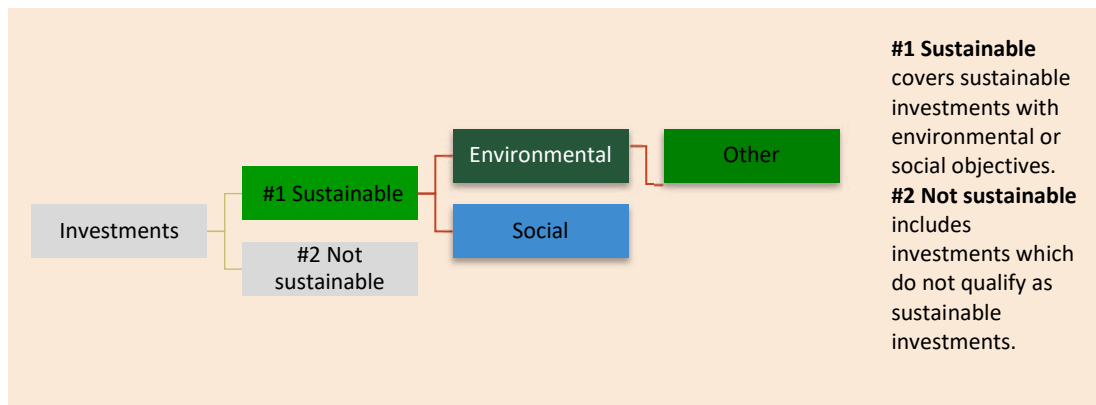 Investments
#1 Sustainable
#2 Not
sustainable
Environmental
Social
Other
#1 Sustainable
covers sustainable
investments with
environmental or
social objectives.
#2 Not sustainable
includes
investments which
do not qualify as
sustainable
investments.